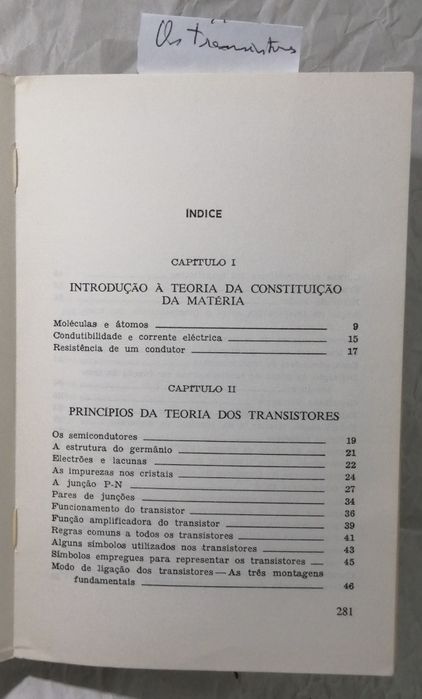 Os transistores
INDICE
CAPÍTULO I
INTRODUÇÃO À TEORIA DA CONSTITUIÇÃO
DA MATÉRIA
Moléculas e átomos 9
Condutibilidade e corrente eléctrica 15
Resistência de um condutor 17
CAPÍTULO II
PRINCÍPIOS DA TEORIA DOS TRANSISTORES
Os semicondutores 19
A estrutura do germânio 21
Electrões e lacunas 22
As impurezas nos cristais 24
A junção P-N 27
Pares de junções 34
Funcionamento do transistor 36
Função amplificadora do transistor 39
Regras comuns a todos os transistores 41
Alguns símbolos utilizados nos transistores 43
Símbolos empregues para representar os transistores 45
Modo de ligação dos transistores — As três montagens
fundamentais 46
281